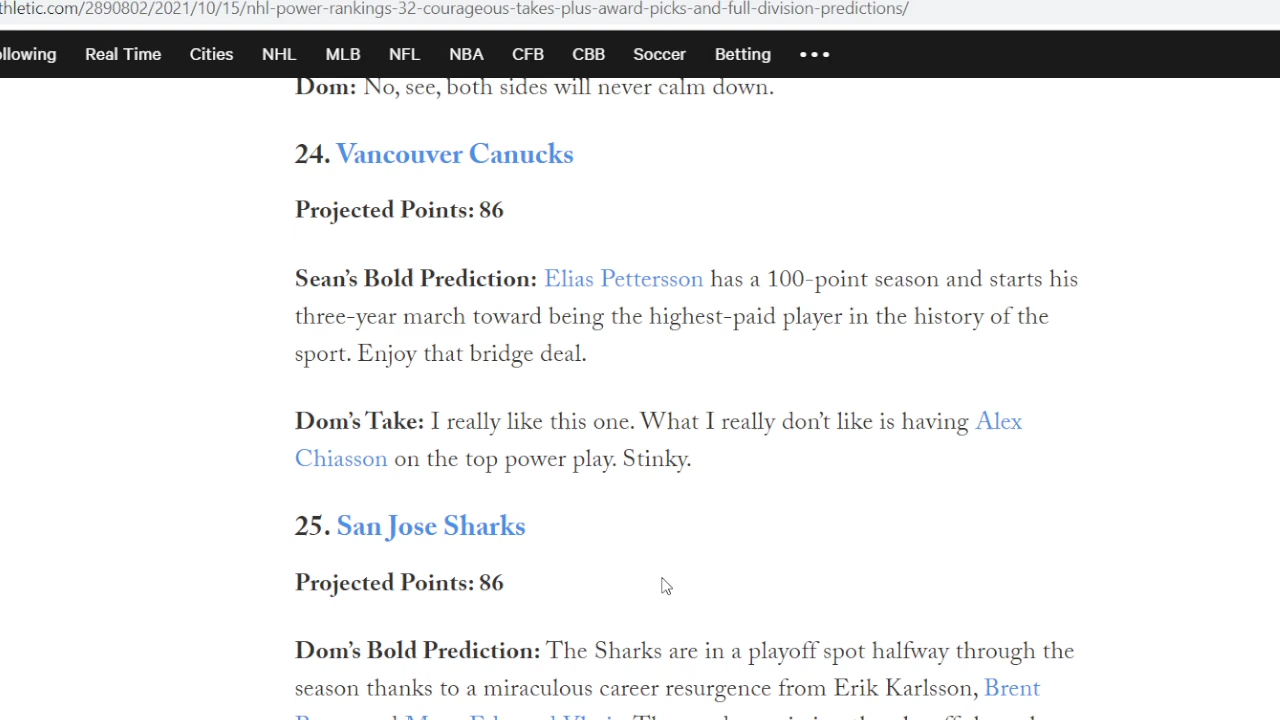 thletic.com/2890802/2021/10/15/nhl-power-rankings-32-courageous-takes-plus-award-picks-and-full-division-predictions/
ollowing Real Time Cities NHL MLB NFL NBA CFB CBB Soccer Betting •••
Dom: No, see, both sides will never calm down.
24. Vancouver Canucks
Projected Points: 86
Sean’s Bold Prediction: Elias Pettersson has a 100-point season and starts his
three-year march toward being the highest-paid player in the history of the
sport. Enjoy that bridge deal.
Dom’s Take: I really like this one. What I really don’t like is having Alex
Chiasson on the top power play. Stinky.
25. San Jose Sharks
Projected Points: 86
Dom’s Bold Prediction: The Sharks are in a playoff spot halfway through the
season thanks to a miraculous career resurgence from Erik Karlsson, Brent